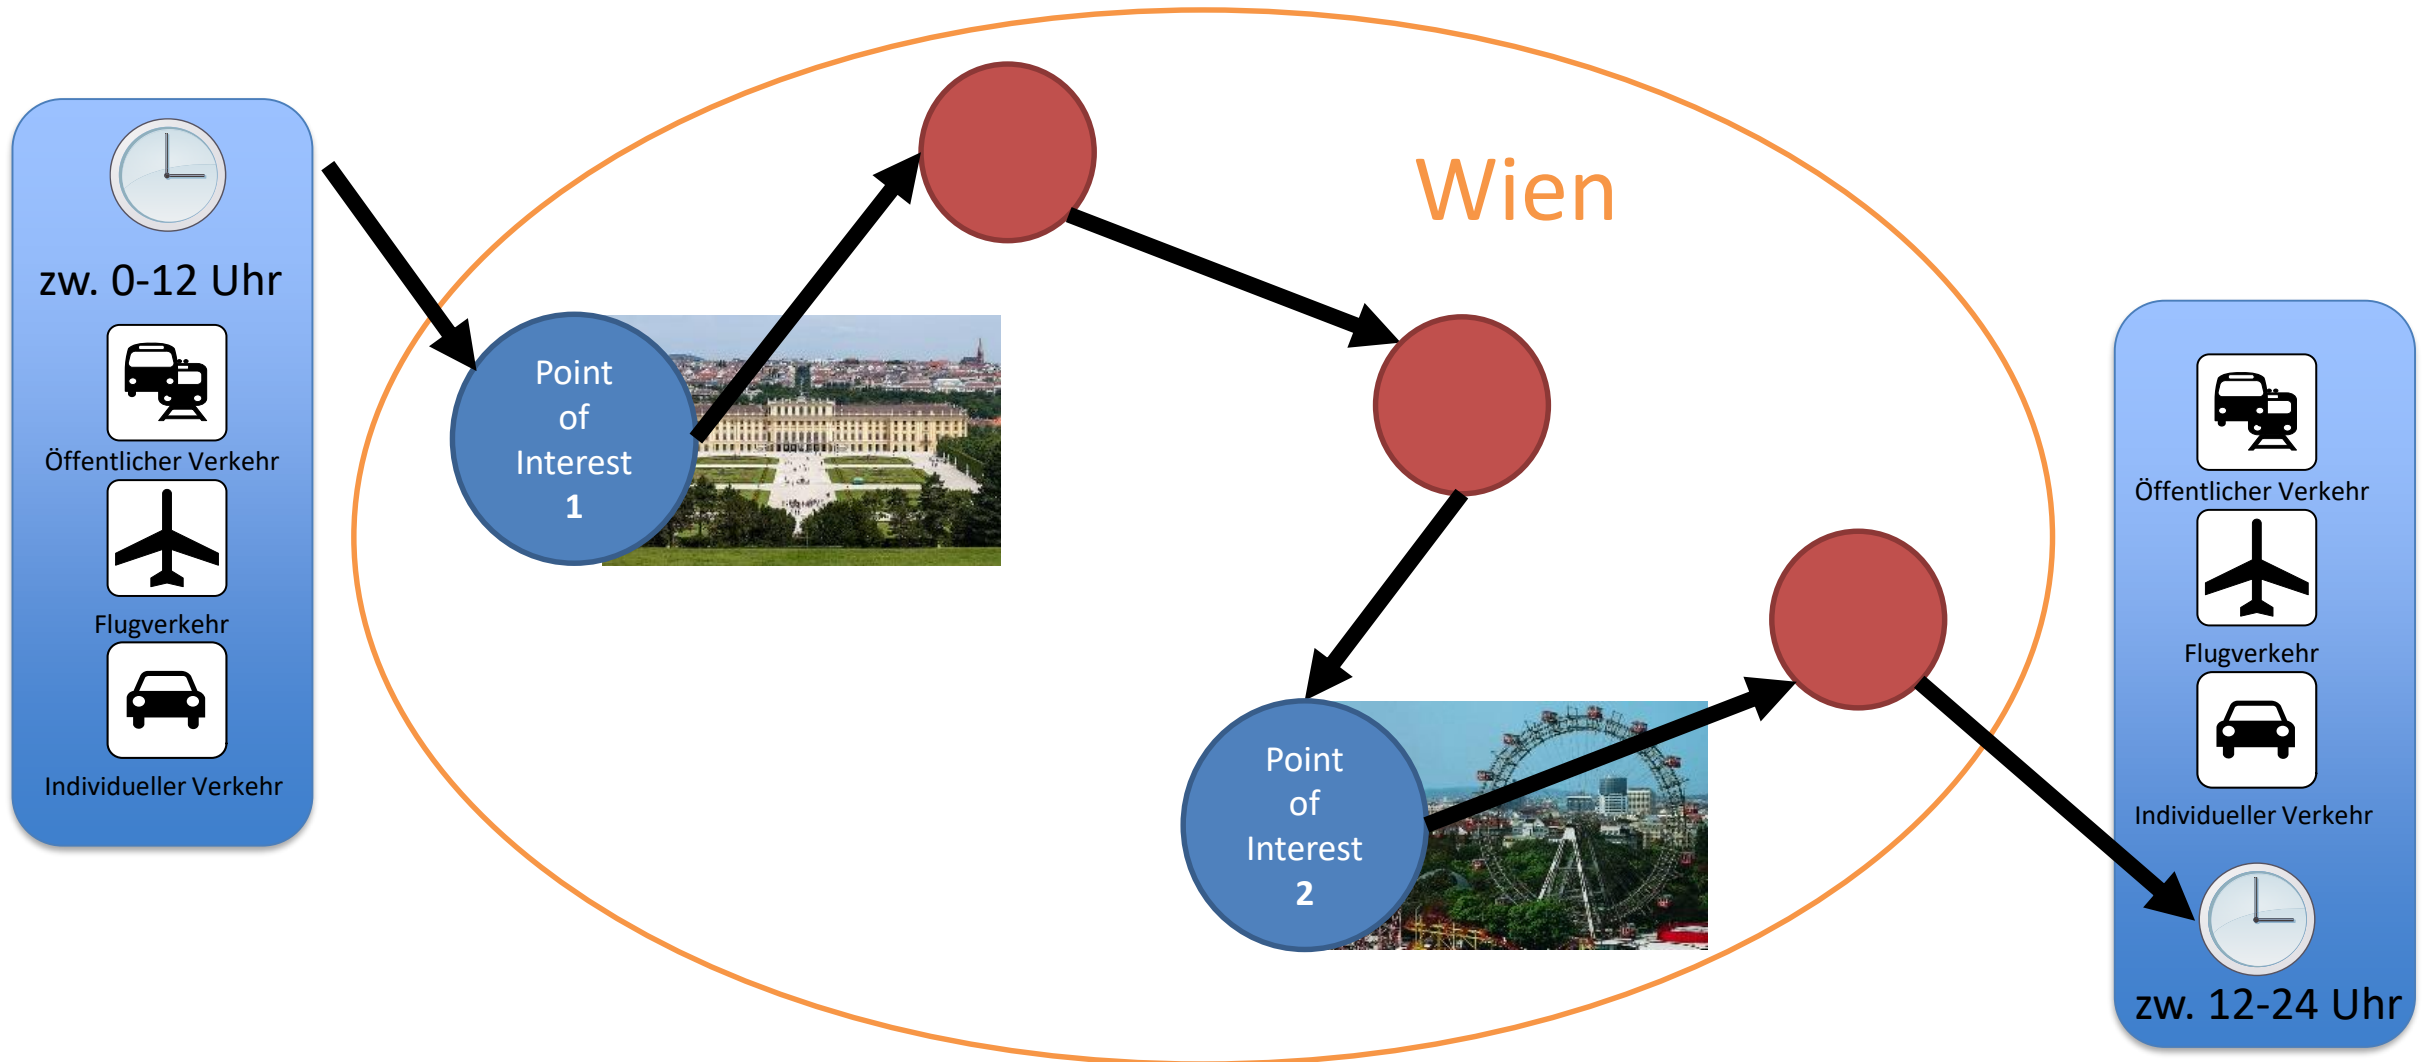 zw. 0-12 Uhr
Öffentlicher Verkehr
Flugverkehr
Individueller Verkehr
Wien
Point
of
Interest
1
Point
of
Interest
2
Öffentlicher Verkehr
Flugverkehr
Individueller Verkehr
zw. 12-24 Uhr